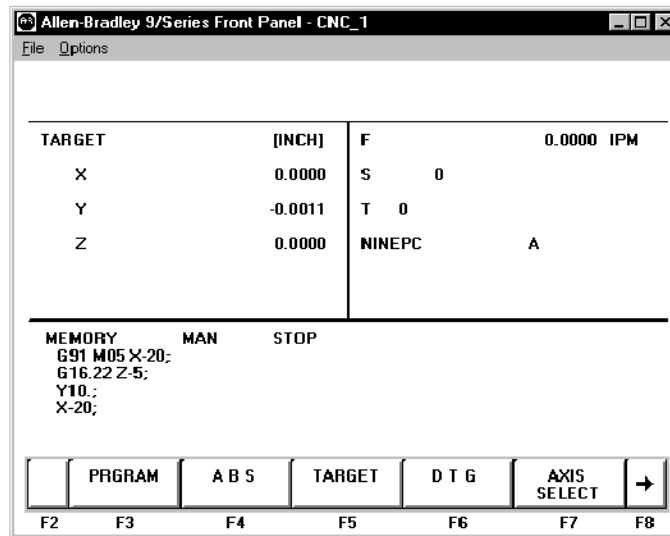 Allen-Bradley 9/Series Front Panel - CNC_1
File Options
TARGET [INCH] F 0.0000 IPM
X 0.0000 S 0
Y -0.0011 T 0
Z 0.0000 NINEPC A
MEMORY MAN STOP
G91 M05 X-20;
G16.22 Z-5;
Y10.;
X-20;
PRGRAM A B S TARGET D T G AXIS SELECT
F2 F3 F4 F5 F6 F7 F8